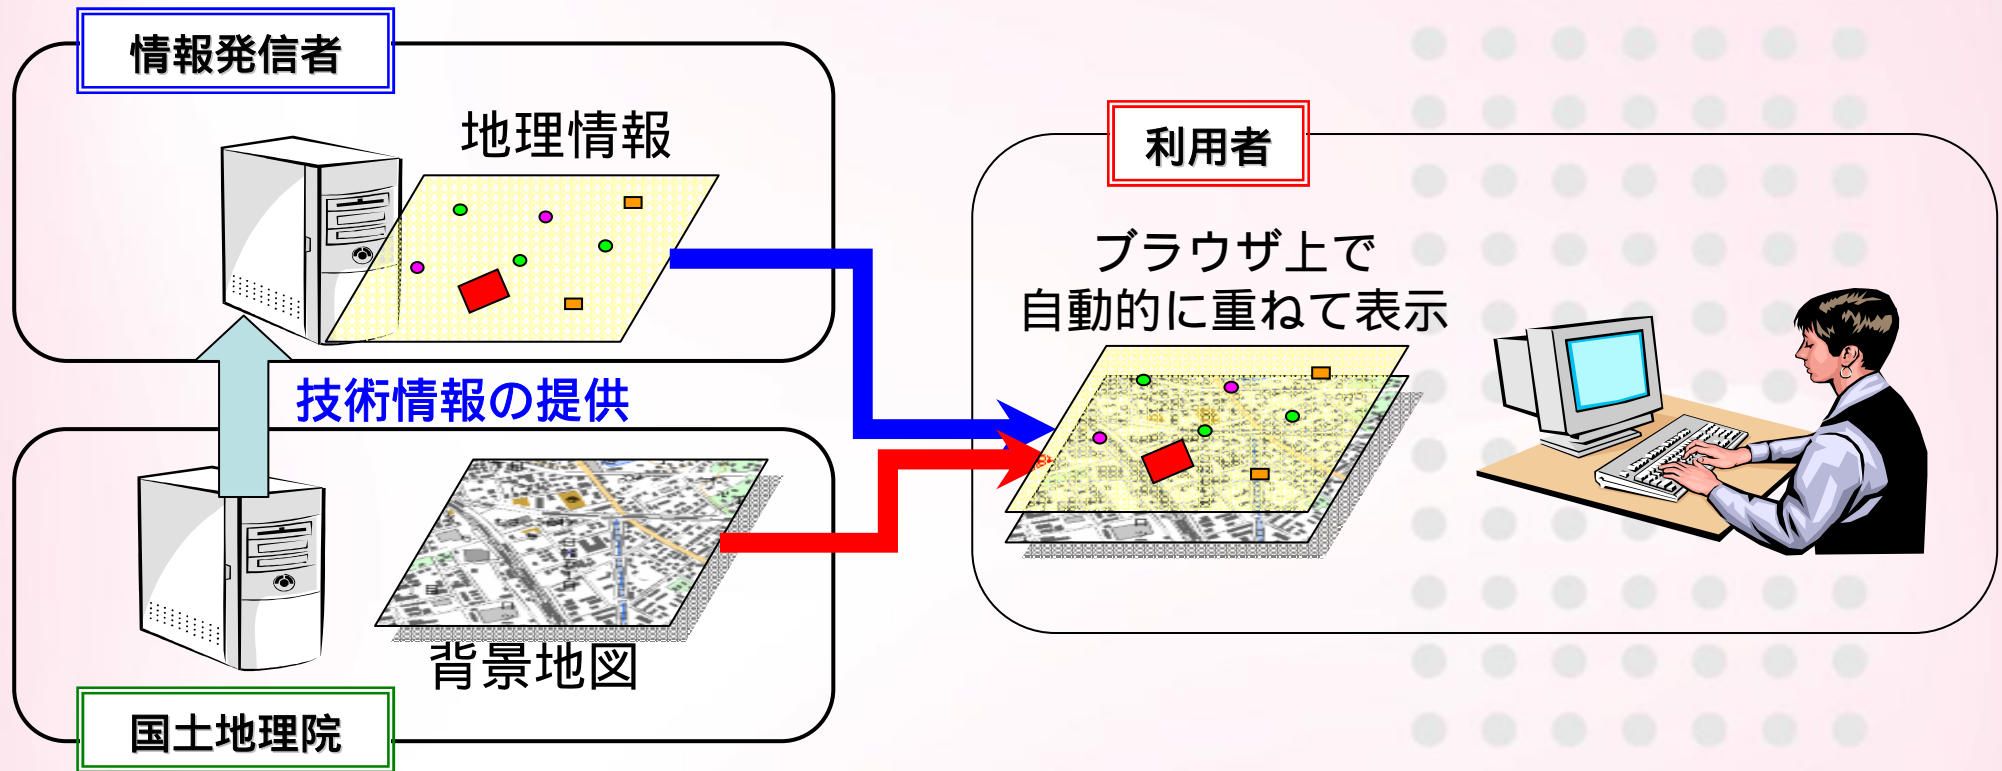 情報発信者
地理情報
利用者
ブラウザ上で
自動的に重ねて表示
技術情報の提供
背景地図
国土地理院